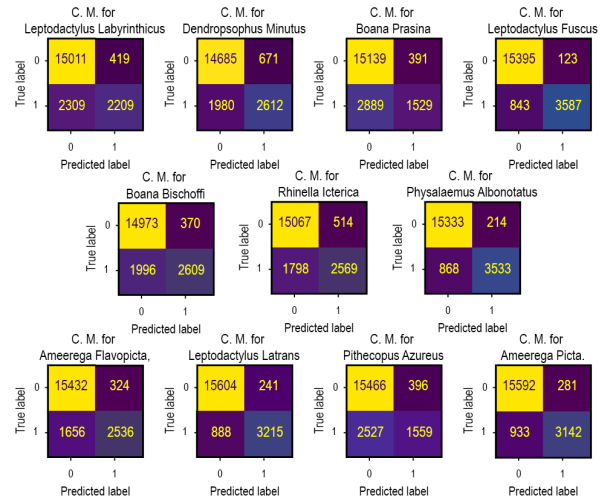 C. M. for
Leptodactylus Labyrinthicus
True label
0
15011 419
1
2309 2209
0 1
Predicted label
C. M. for
Dendropsophus Minutus
True label
0
14685 671
1
1980 2612
0 1
Predicted label
C. M. for
Boana Prasina
True label
0
15139 391
1
2889 1529
0 1
Predicted label
C. M. for
Leptodactylus Fuscus
True label
0
15395 123
1
843 3587
0 1
Predicted label
C. M. for
Boana Bischoffi
True label
0
14973 370
1
1996 2609
0 1
Predicted label
C. M. for
Rhinella Icterica
True label
0
15067 514
1
1798 2569
0 1
Predicted label
C. M. for
Physalaemus Albonotatus
True label
0
15333 214
1
868 3533
0 1
Predicted label
C. M. for
Ameerega Flavopicta,
True label
0
15432 324
1
1656 2536
0 1
Predicted label
C. M. for
Leptodactylus Latrans
True label
0
15604 241
1
888 3215
0 1
Predicted label
C. M. for
Pithecopus Azureus
True label
0
15466 396
1
2527 1559
0 1
Predicted label
C. M. for
Ameerega Picta.
True label
0
15592 281
1
933 3142
0 1
Predicted label